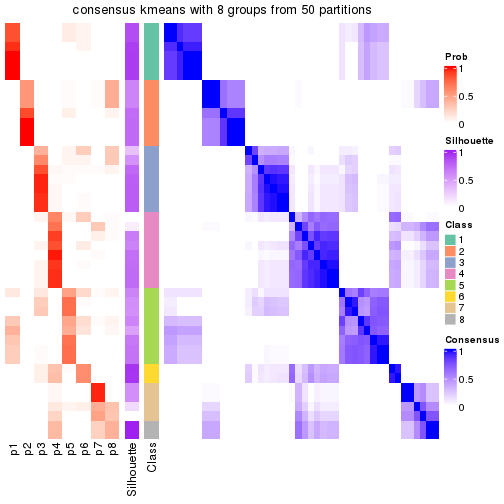 consensus kmeans with 8 groups from 50 partitions
Prob
1
0.5
0
Silhouette
1
0.5
0
Class
1
2
3
4
5
6
7
8
Consensus
1
0.5
0
p1
p2
p3
p4
p5
p6
p7
p8
Silhouette
Class